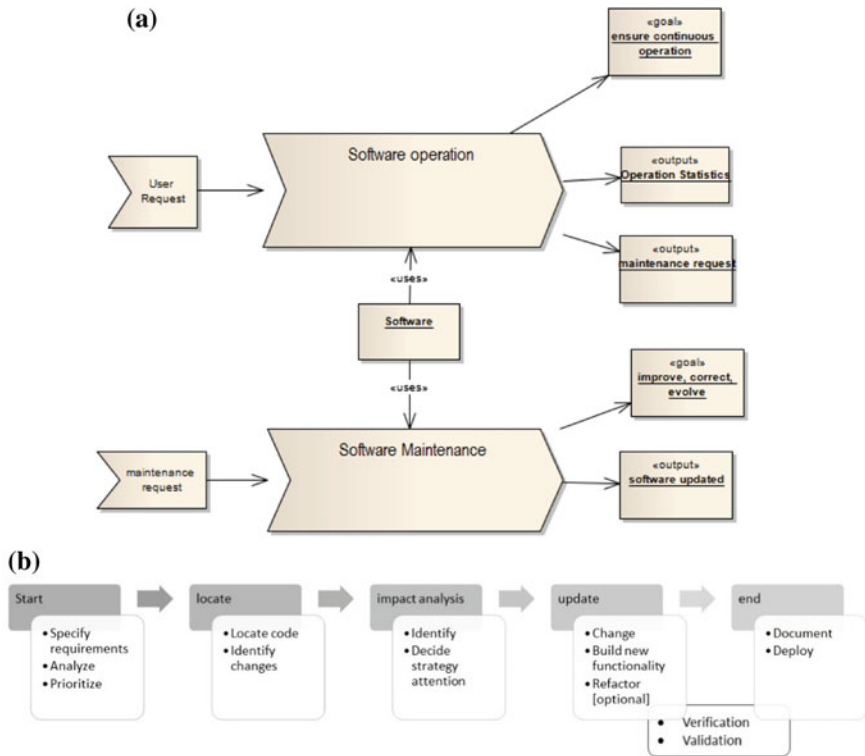 (a)
«goal»
ensure continuous
operation
Software operation
User
Request
«output»
Operation Statistics
«output»
maintenance request
«uses»
Software
«uses»
«goal»
improve, correct,
evolve
Software Maintenance
maintenance
request
«output»
software updated
(b)
Start
• Specify
requirements
• Analyze
• Prioritize
locate
• Locate code
• Identify
changes
impact analysis
• Identify
• Decide
strategy
attention
update
• Change
• Build new
functionality
• Refactor
[optional]
• Verification
• Validation
end
• Document
• Deploy